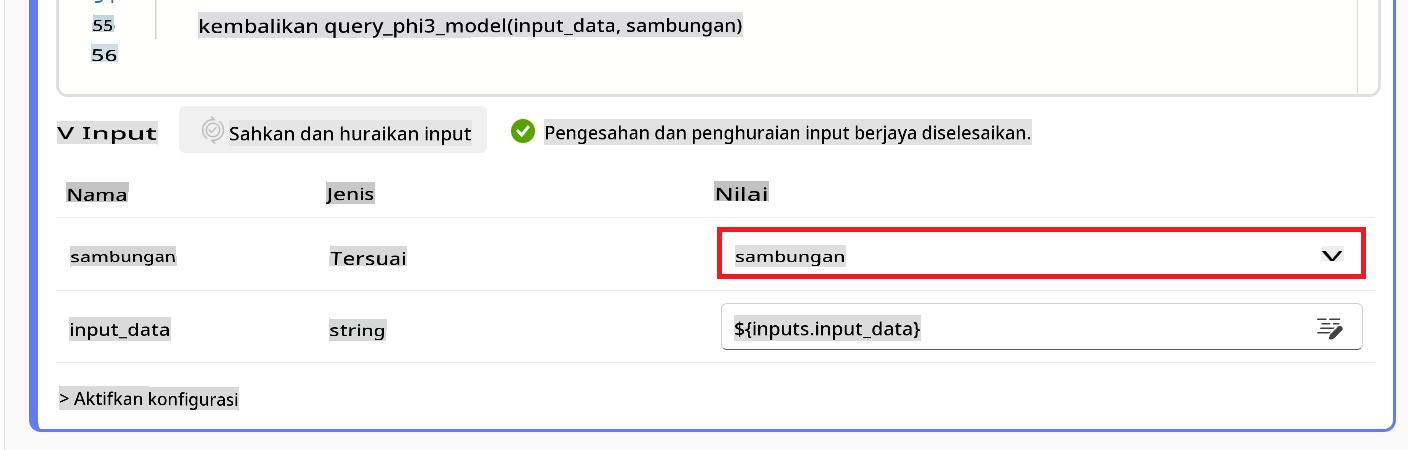 55 kembalikan query_phi3_model(input_data, sambungan)
56
V Input Sahkan dan huraikan input Pengesahan dan penghuraian input berjaya diselesaikan.
Nama Jenis Nilai
sambungan Tersuai sambungan
input_data string ${inputs.input_data}
> Aktifkan konfigurasi